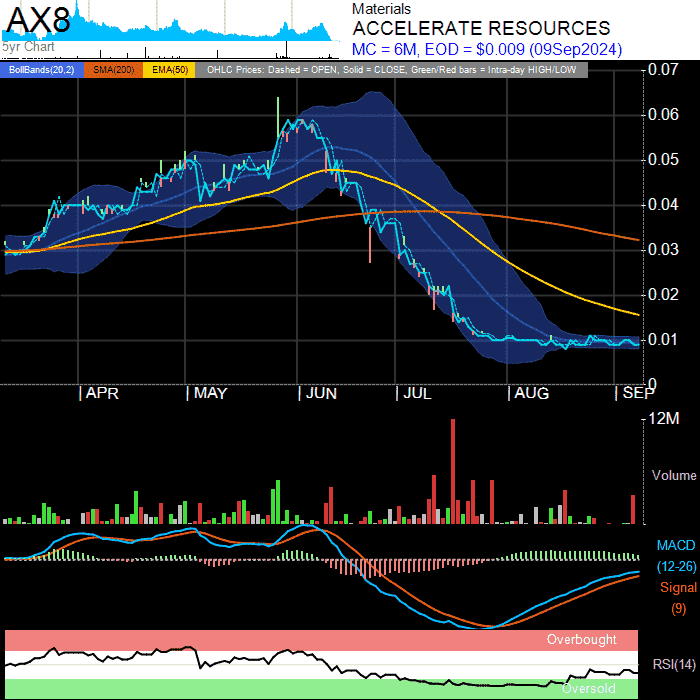 AX8
5yr Chart
Materials
ACCELERATE RESOURCES
MC = 6M, EOD = $0.009 (09Sep2024)
BollBands(20,2) SMA(200) EMA(50) OHLC Prices: Dashed = OPEN, Solid = CLOSE, Green/Red bars = Intra-day HIGH/LOW
0.07
0.06
0.05
0.04
0.03
0.02
0.01
0
APR MAY JUN JUL AUG SEP
12M
Volume
MACD
(12-26)
Signal
(9)
Overbought
RSI(14)
Oversold